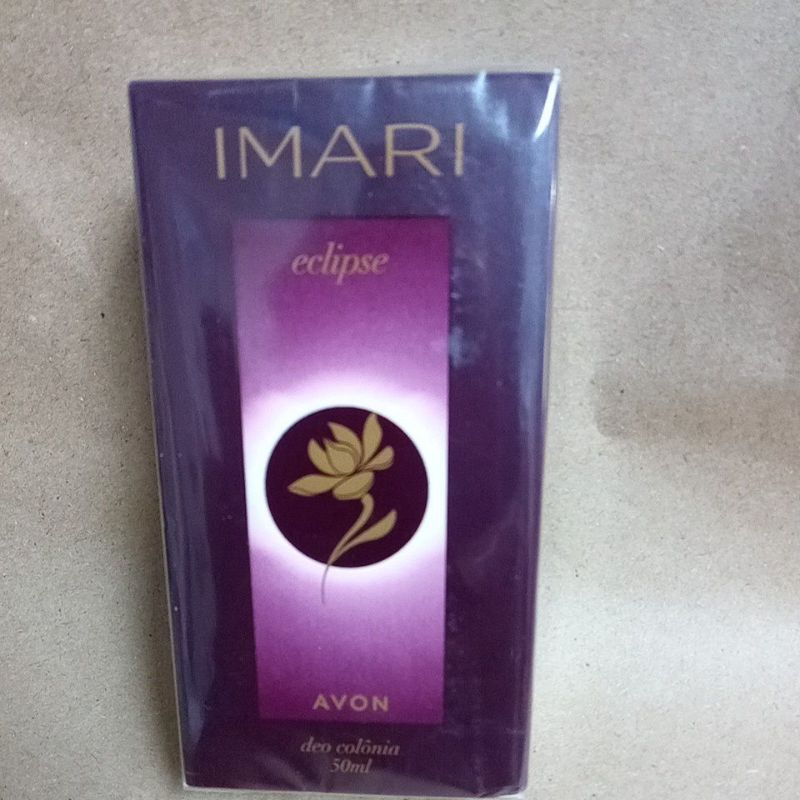 IMARI
eclipse
AVON
deo colônia
50ml